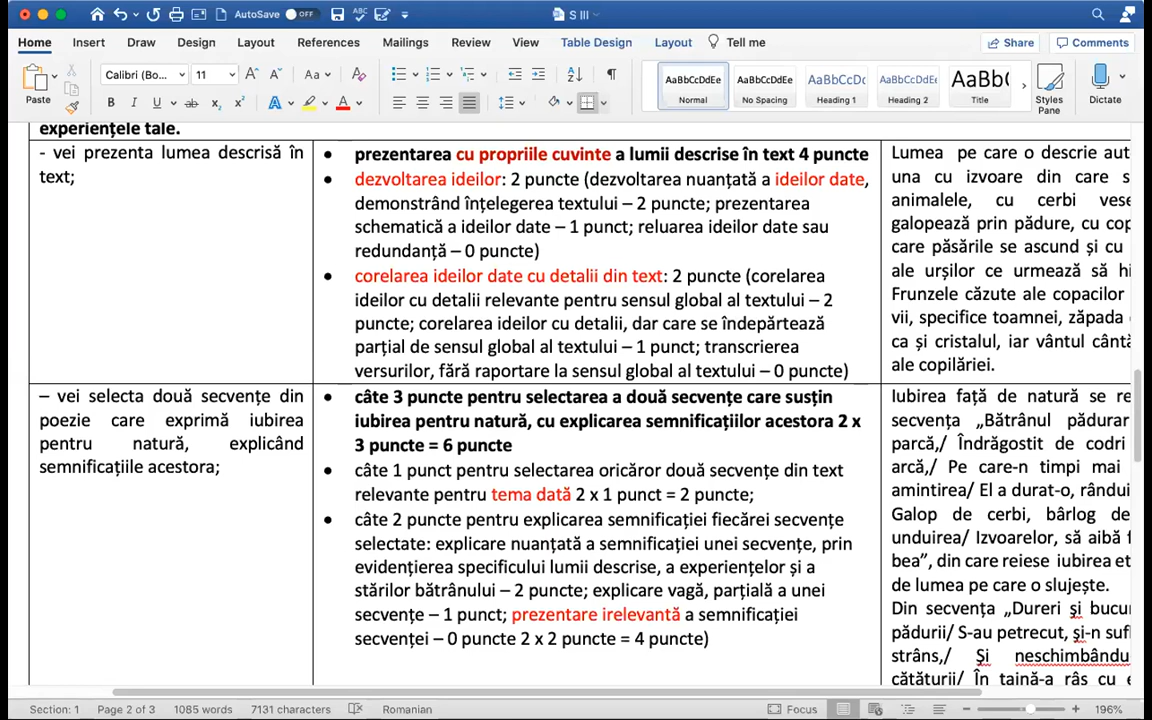 AutoSave OFF S III
Home Insert Draw Design Layout References Mailings Review View Table Design Layout Tell me Share Comments
Paste Calibri (Bo... 11 Aa AaBbCcDdEe Normal AaBbCcDdEe No Spacing AaBbCcDc Heading 1 AaBbCcDdEe Heading 2 AaBb( Title Styles Pane Dictate
experiențele tale.
- vei prezenta lumea descrisă în
text;
• prezentarea cu propriile cuvinte a lumii descrise în text 4 puncte
• dezvoltarea ideilor: 2 puncte (dezvoltarea nuanțată a ideilor date,
demonstrând înțelegerea textului – 2 puncte; prezentarea
schematică a ideilor date – 1 punct; reluarea ideilor date sau
redundanță – 0 puncte)
• corelarea ideilor date cu detalii din text: 2 puncte (corelarea
ideilor cu detalii relevante pentru sensul global al textului – 2
puncte; corelarea ideilor cu detalii, dar care se îndepărtează
parțial de sensul global al textului – 1 punct; transcrierea
versurilor, fără raportare la sensul global al textului – 0 puncte)
Lumea pe care o descrie aut
una cu izvoare din care s
animalele, cu cerbi vese
galopează prin pădure, cu cop
care păsările se ascund și cu
ale urșilor ce urmează să hi
Frunzele căzute ale copacilor
vii, specifice toamnei, zăpada
ca și cristalul, iar vântul cânt
ale copilăriei.
– vei selecta două secvențe din
poezie care exprimă iubirea
pentru natură, explicând
semnificațiile acestora;
• câte 3 puncte pentru selectarea a două secvențe care susțin
iubirea pentru natură, cu explicarea semnificațiilor acestora 2 x
3 puncte = 6 puncte
• câte 1 punct pentru selectarea oricăror două secvențe din text
relevante pentru tema dată 2 x 1 punct = 2 puncte;
• câte 2 puncte pentru explicarea semnificației fiecărei secvențe
selectate: explicare nuanțată a semnificației unei secvențe, prin
evidențierea specificului lumii descrise, a experiențelor și a
stărilor bătrânului – 2 puncte; explicare vagă, parțială a unei
secvențe – 1 punct; prezentare irelevantă a semnificației
secvenței – 0 puncte 2 x 2 puncte = 4 puncte)
Iubirea față de natură se re
secvența „Bătrânul pădurar
parcă,/ Îndrăgostit de codri
arcă,/ Pe care-n timpi mai
amintirea/ El a durat-o, rândui
Galop de cerbi, bârlog de
unduirea/ Izvoarelor, să aibă f
bea”, din care reiese iubirea et
de lumea pe care o slujește.
Din secvența „Dureri şi bucur
pădurii/ S-au petrecut, şi-n suf
strâns,/ Şi neschimbându
cătăturii/ În taină-a râs cu
Section: 1 Page 2 of 3 1085 words 7131 characters Romanian Focus 196%